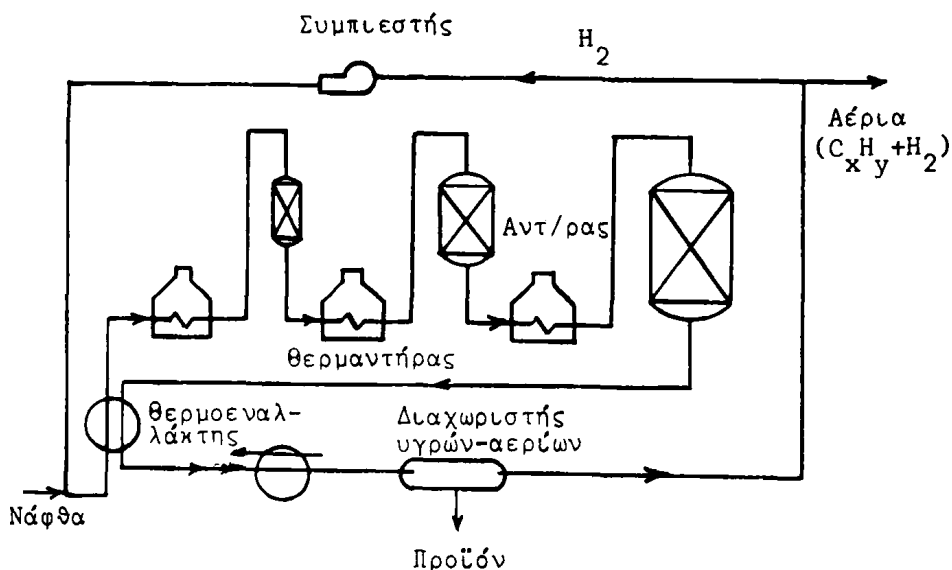 Συμπιεστής
H2
Αέρια
(CxHy+H2)
Αντ/ρας
Θερμαντήρας
Θερμοεναλ-
λάκτης
Διαχωριστής
υγρών-αερίων
Νάφθα
Προϊόν